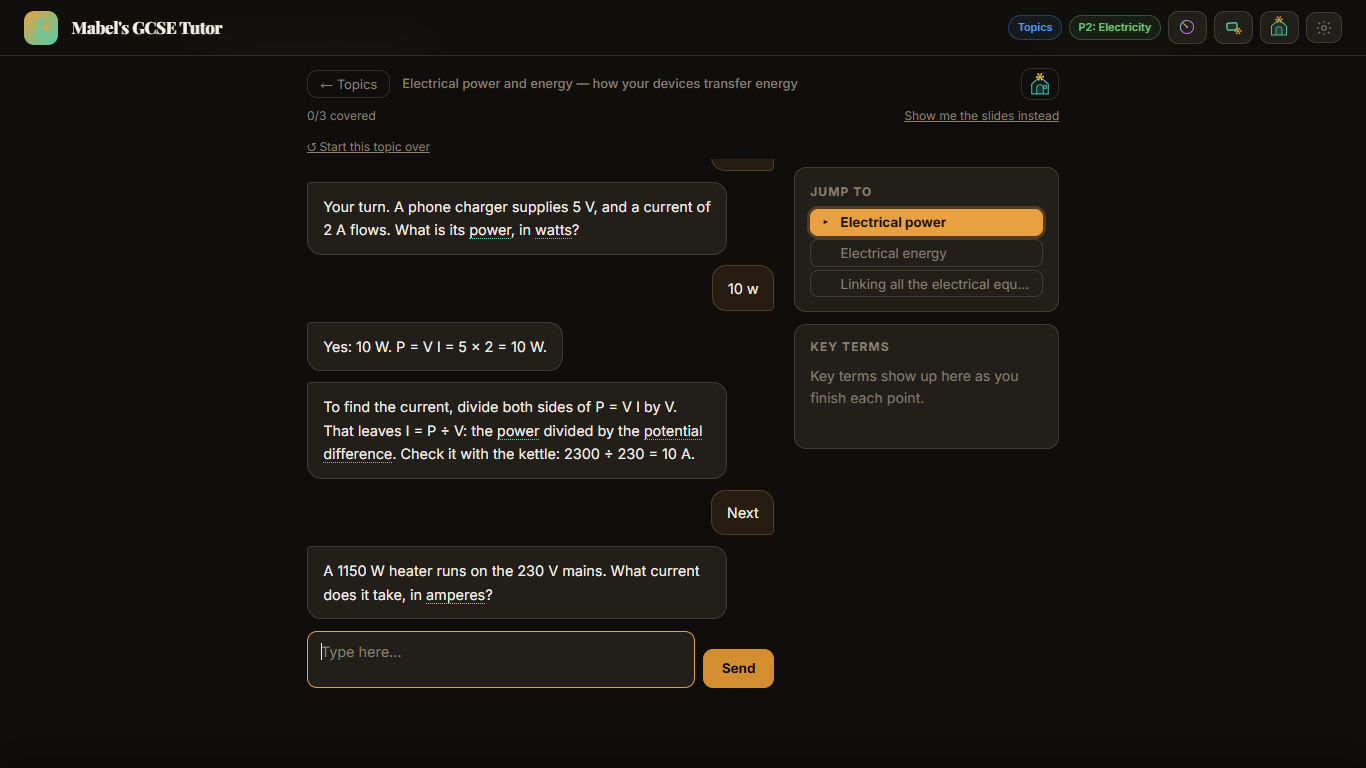 Mabel's GCSE Tutor
Topics
P2: Electricity
← Topics
Electrical power and energy — how your devices transfer energy
0/3 covered
Show me the slides instead
↺ Start this topic over
Your turn. A phone charger supplies 5 V, and a current of
2 A flows. What is its power, in watts?
10 w
Yes: 10 W. P = V I = 5 × 2 = 10 W.
To find the current, divide both sides of P = V I by V.
That leaves I = P ÷ V: the power divided by the potential
difference. Check it with the kettle: 2300 ÷ 230 = 10 A.
Next
A 1150 W heater runs on the 230 V mains. What current
does it take, in amperes?
Type here...
Send
JUMP TO
‣ Electrical power
Electrical energy
Linking all the electrical equ...
KEY TERMS
Key terms show up here as you
finish each point.